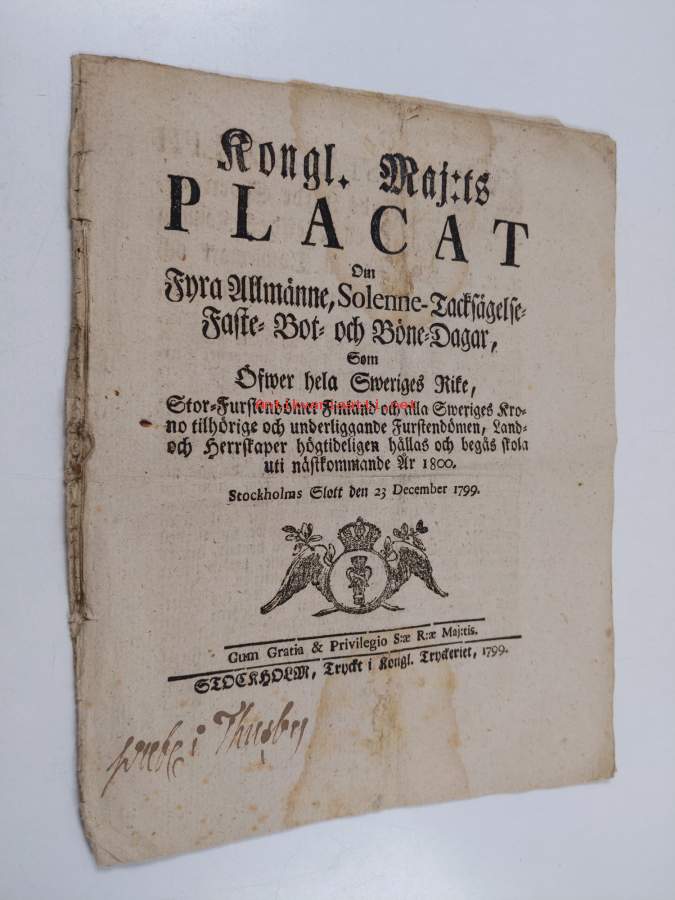 Kongl. Maj:ts
PLACAT
Om
Fyra Allmänne, Solenne-Tacksägelse-
Faste- Bot- och Böne-Dagar,
Som
Öfwer hela Sweriges Rike,
Stor-Furstendömet Finland och alla Sweriges Kro-
no tilhörige och underliggande Furstendömen, Land-
och Herrskaper högtideligen hållas och begås skola
uti nästkommande År 1800.
Stockholms Slott den 23 December 1799.
Cum Gratia & Privilegio S:æ R:æ Maj:tis.
STOCKHOLM, Tryckt i Kongl. Tryckeriet, 1799.
i Thusby